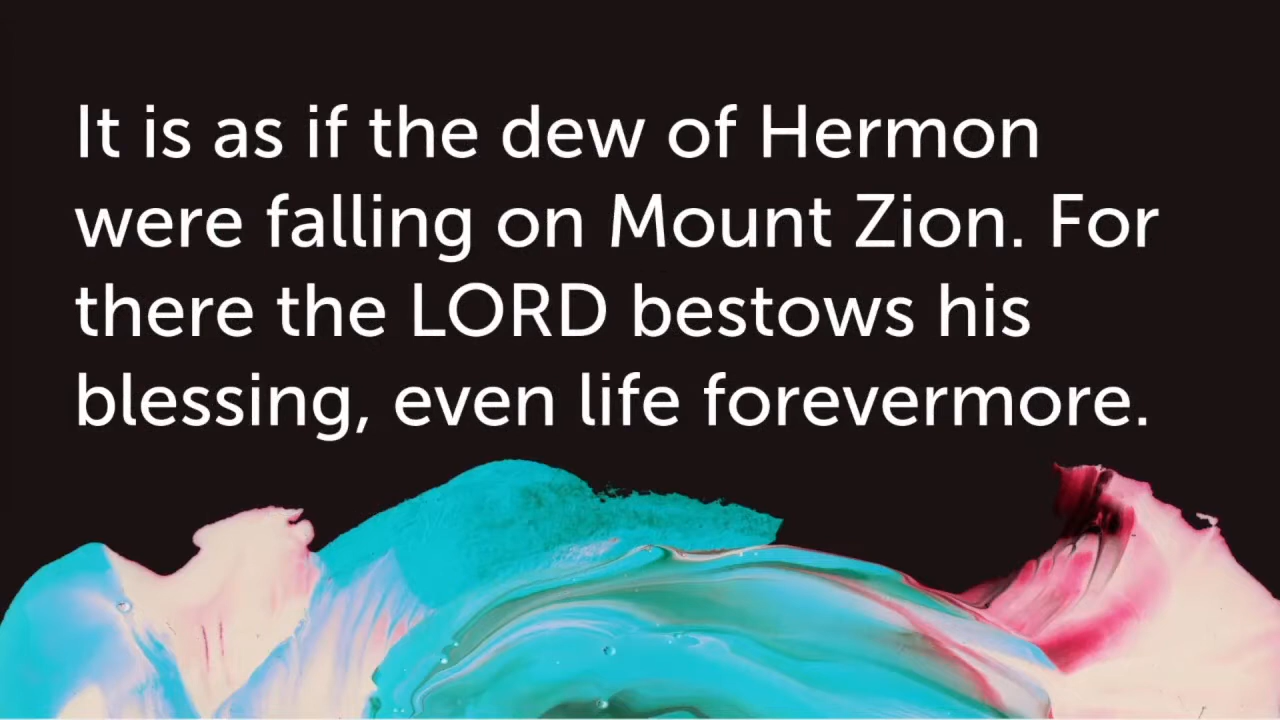 It is as if the dew of Hermon
were falling on Mount Zion. For
there the LORD bestows his
blessing, even life forevermore.